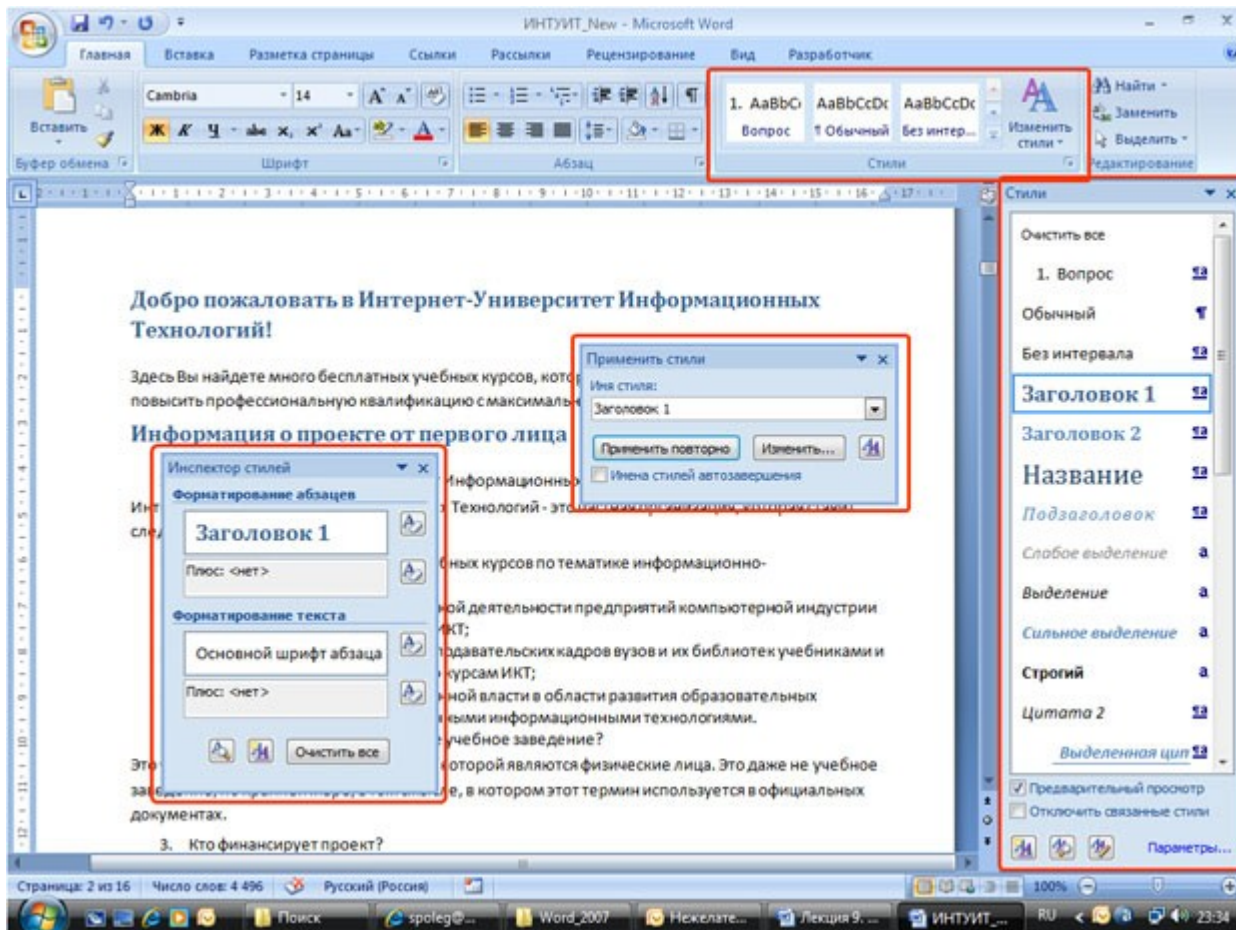 ИНТУИТ_New - Microsoft Word
Главная Вставка Разметка страницы Ссылки Рассылки Рецензирование Вид Разработчик
Вставить
Буфер обмена
Cambria 14
Ж К Ч abc x, x² Aa
Шрифт
Абзац
1. AaBbCc AaBbCcDc AaBbCcDc
Вопрос ¶ Обычный Без интер...
Изменить стили
Стили
Найти
Заменить
Выделить
Редактирование
Добро пожаловать в Интернет-Университет Информационных
Технологий!
Здесь Вы найдете много бесплатных учебных курсов,
повысить профессиональную квалификацию с
Информация о проекте от первого лица
Информационных
Технологий - это
бных курсов по тематике информационно-
ой деятельности предприятий компьютерной индустрии
ИКТ;
подавательских кадров вузов и их библиотек учебниками и
курсам ИКТ;
ной власти в области развития образовательных
ными информационными технологиями.
учебное заведение?
Это
которой являются физические лица. Это даже не учебное
в котором этот термин используется в официальных
документах.
3. Кто финансирует проект?
Применить стили
Имя стиля:
Заголовок 1
Применить повторно Изменить...
Имена стилей автозавершения
Инспектор стилей
Форматирование абзацев
Заголовок 1
Плюс: <нет>
Форматирование текста
Основной шрифт абзаца
Плюс: <нет>
Очистить все
Стили
Очистить все
1. Вопрос
Обычный
Без интервала
Заголовок 1
Заголовок 2
Название
Подзаголовок
Слабое выделение
Выделение
Сильное выделение
Строгий
Цитата 2
Выделенная цит
Предварительный просмотр
Отключить связанные стили
Параметры...
Страница: 2 из 16 Число слов: 4 496 Русский (Россия) 100%
Поиск spoleg@... Word_2007 Нежелате... Лекция 9. ... ИНТУИТ_... RU 23:34